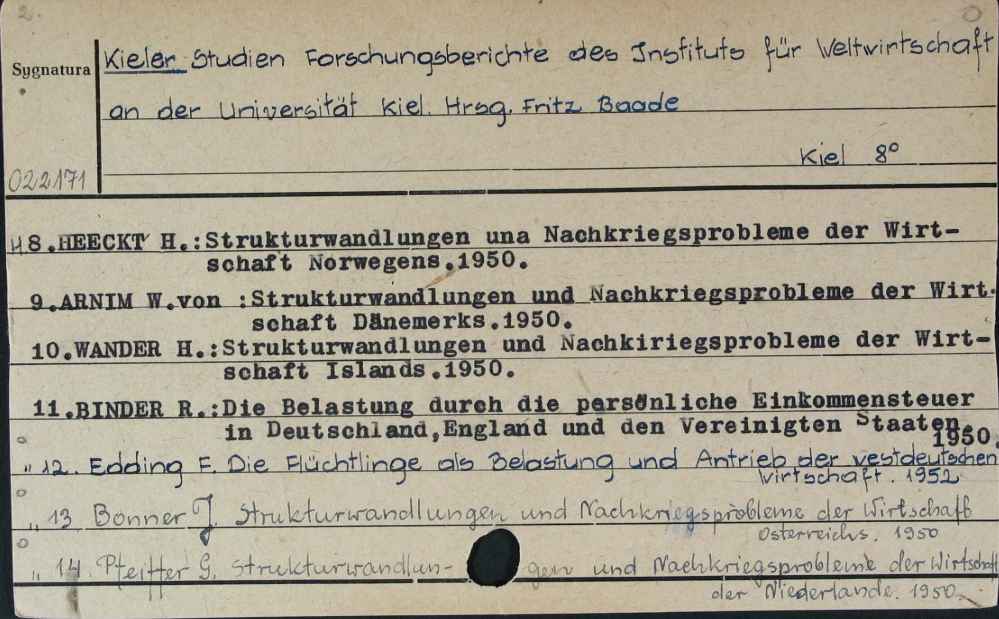 2.
Sygnatura
Kieler Studien Forschungsberichte des Instituts für Weltwirtschaft
an der Universität Kiel. Hrsg. Fritz Baade
Kiel 8°
022171
8.HEECKT H.:Strukturwandlungen una Nachkriegsprobleme der Wirt-
schaft Norwegens.1950.
9.ARNIM W.von :Strukturwandlungen und Nachkriegsprobleme der Wirt-
schaft Dänemerks.1950.
10.WANDER H.:Strukturwandlungen und Nachkiriegsprobleme der Wirt-
schaft Islands.1950.
11.BINDER R.:Die Belastung durch die persönliche Einkommensteuer
in Deutschland,England und den Vereinigten Staaten.
1950.
" 12. Edding F. Die Flüchtlinge als Belastung und Antrieb der vestdeutschen
Wirtschaft. 1952
" 13 Bonner J. Strukturwandlungen und Nachkriegsprobleme der Wirtschaft
Österreichs. 1950
" 14. Pfeiffer G. Strukturwandlun- gen und Nachkriegsprobleme der Wirtschaft
der Niederlande. 1950.